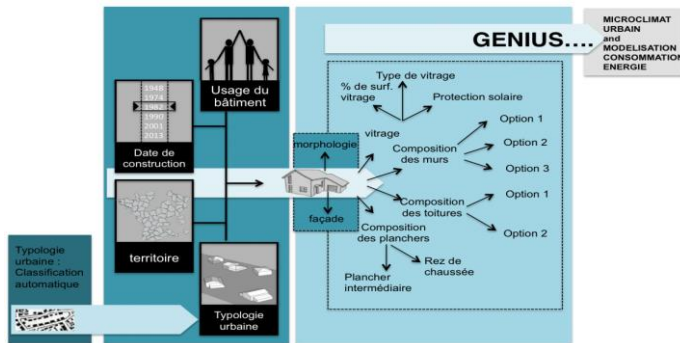 GENIUS....
MICROCLIMAT
URBAIN
and
MODELISATION
CONSOMMATION
ENERGIE
Usage du
bâtiment
1948
1974
1982
1990
2001
2013
Date de
construction
territoire
Typologie
urbaine :
Classification
automatique
Typologie
urbaine
morphologie
façade
Type de vitrage
% de surf.
vitrage
Protection solaire
vitrage
Composition
des murs
Option 1
Option 2
Option 3
Composition
des toitures
Option 1
Option 2
Composition
des planchers
Rez de
chaussée
Plancher
intermédiaire